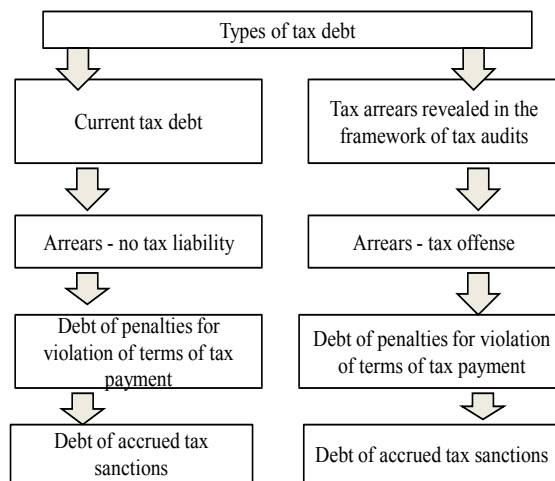 Types of tax debt
Current tax debt
Tax arrears revealed in the
framework of tax audits
Arrears - no tax liability
Arrears - tax offense
Debt of penalties for
violation of terms of tax
payment
Debt of penalties for violation
of terms of tax payment
Debt of accrued tax
sanctions
Debt of accrued tax sanctions